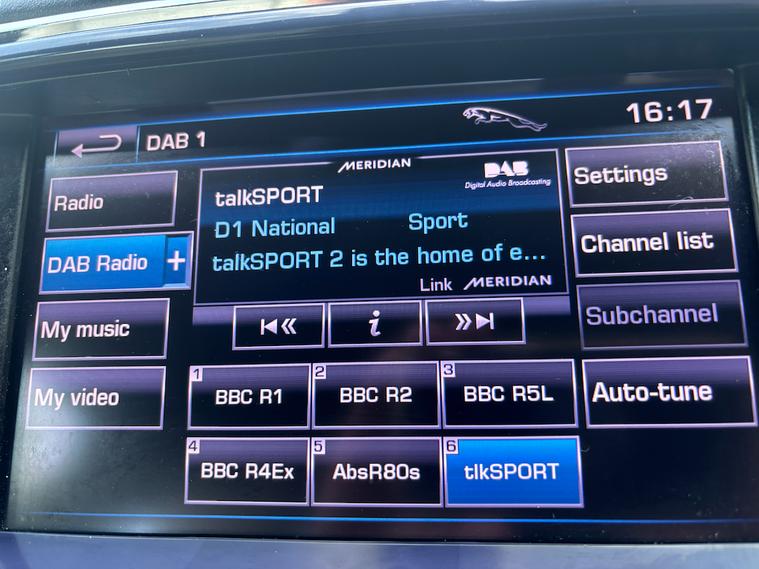 DAB 1
16:17
Radio
DAB Radio +
My music
My video
MERIDIAN
DAB
Digital Audio Broadcasting
talkSPORT
D1 National Sport
talkSPORT 2 is the home of e...
Link MERIDIAN
i
Settings
Channel list
Subchannel
Auto-tune
1 BBC R1
2 BBC R2
3 BBC R5L
4 BBC R4Ex
5 AbsR80s
6 tlkSPORT